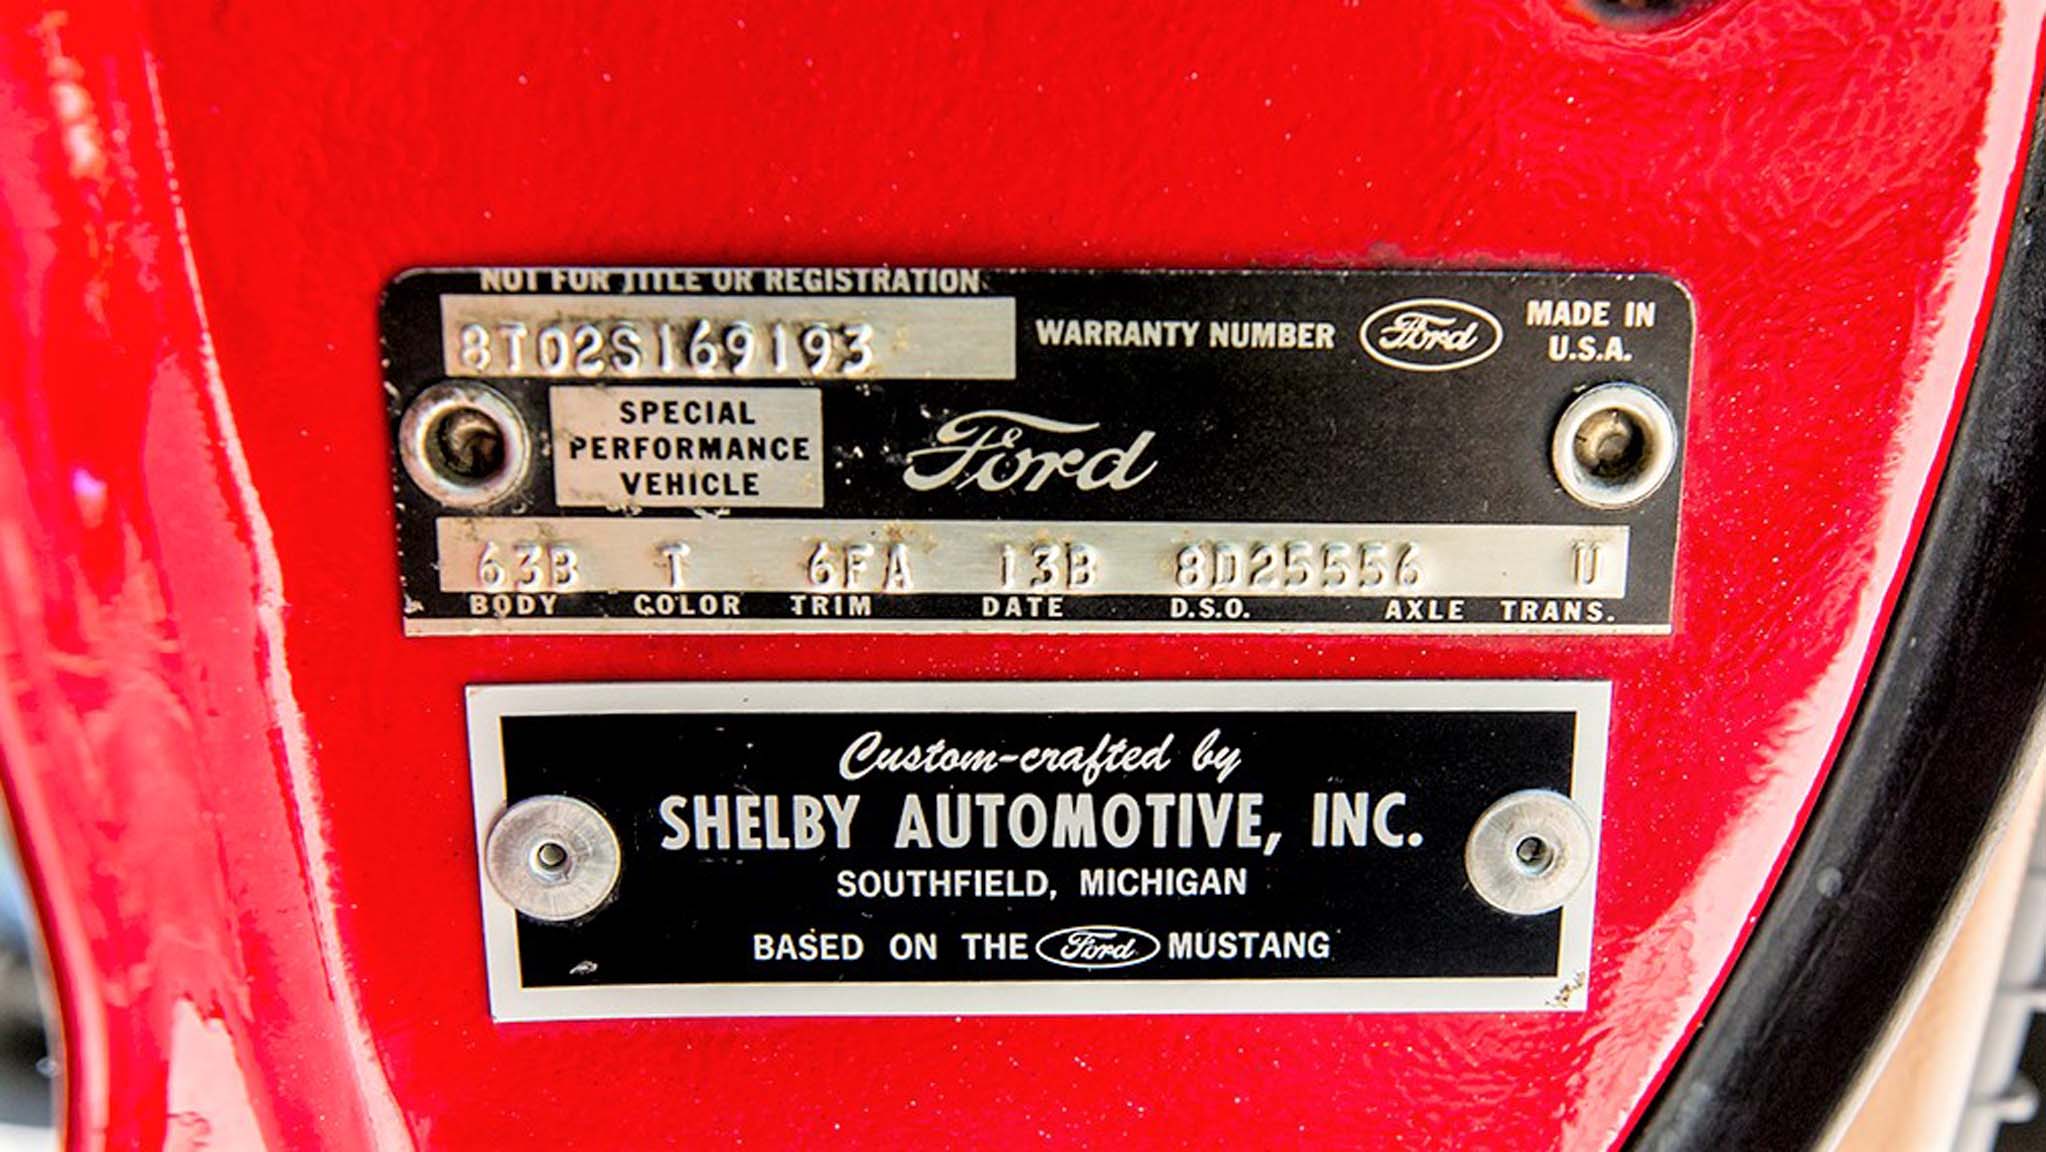 NOT FOR TITLE OR REGISTRATION
8T02S169193
WARRANTY NUMBER
Ford
MADE IN
U.S.A.
SPECIAL
PERFORMANCE
VEHICLE
Ford
63B T 6FA 13B 8D25556 U
BODY COLOR TRIM DATE D.S.O. AXLE TRANS.
Custom-crafted by
SHELBY AUTOMOTIVE, INC.
SOUTHFIELD, MICHIGAN
BASED ON THE Ford MUSTANG